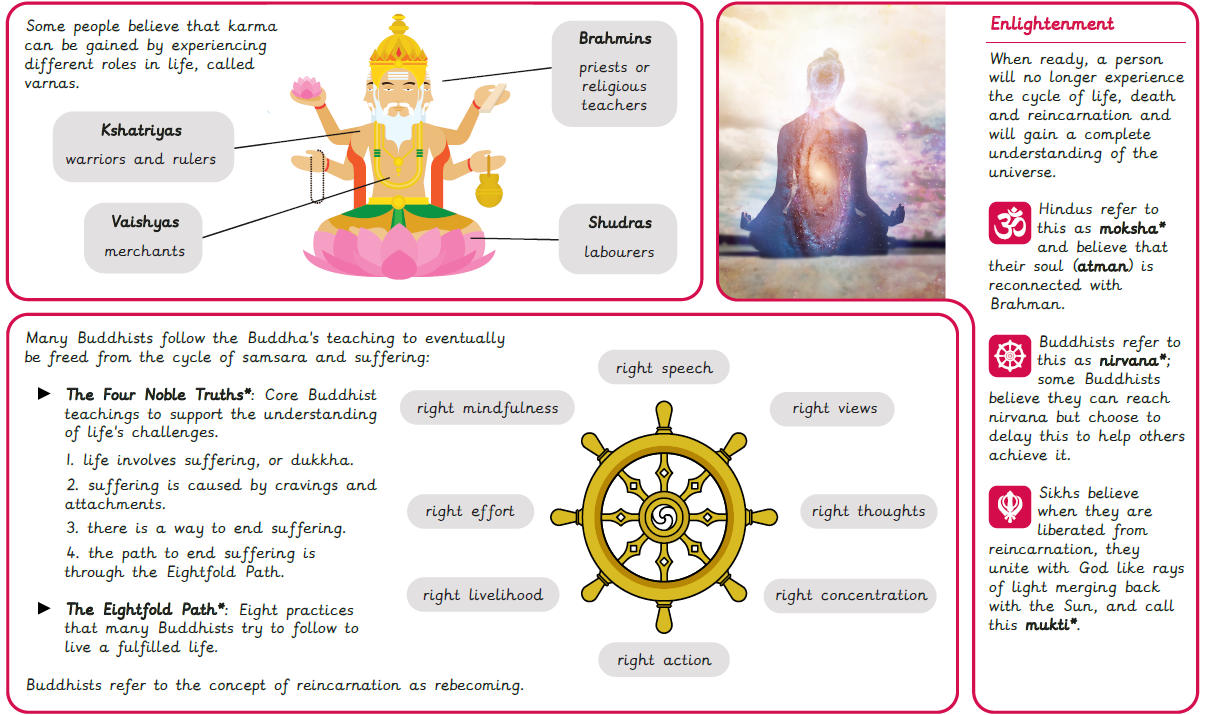 Some people believe that karma
can be gained by experiencing
different roles in life, called
varnas.
Brahmins
priests or
religious
teachers
Kshatriyas
warriors and rulers
Vaishyas
merchants
Shudras
labourers
Enlightenment
When ready, a person
will no longer experience
the cycle of life, death
and reincarnation and
will gain a complete
understanding of the
universe.
ॐ
Hindus refer to
this as moksha*
and believe that
their soul (atman) is
reconnected with
Brahman.
Buddhists refer to
this as nirvana*;
some Buddhists
believe they can reach
nirvana but choose to
delay this to help others
achieve it.
Sikhs believe
when they are
liberated from
reincarnation, they
unite with God like rays
of light merging back
with the Sun, and call
this mukti*.
Many Buddhists follow the Buddha's teaching to eventually
be freed from the cycle of samsara and suffering:
► The Four Noble Truths*: Core Buddhist
teachings to support the understanding
of life's challenges.
1. life involves suffering, or dukkha.
2. suffering is caused by cravings and
attachments.
3. there is a way to end suffering.
4. the path to end suffering is
through the Eightfold Path.
► The Eightfold Path*: Eight practices
that many Buddhists try to follow to
live a fulfilled life.
Buddhists refer to the concept of reincarnation as rebecoming.
right speech
right mindfulness
right views
right effort
right thoughts
right livelihood
right concentration
right action